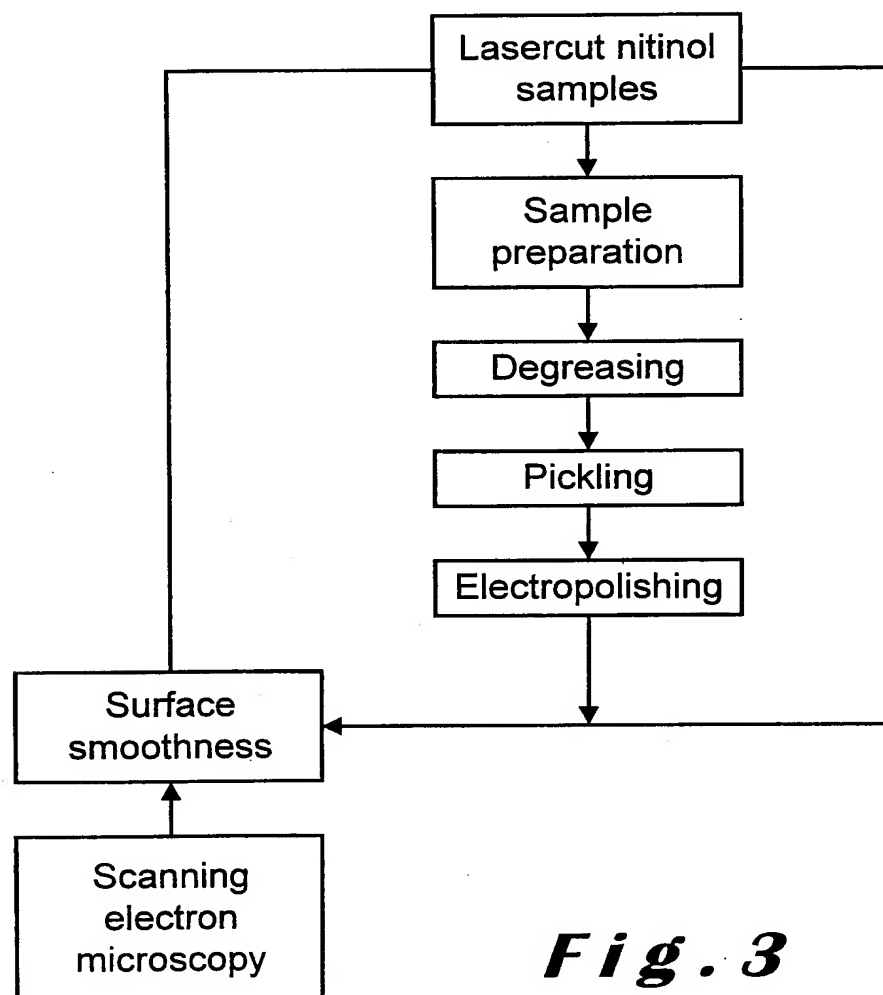 Lasercut nitinol
samples
Sample
preparation
Degreasing
Pickling
Electropolishing
Surface
smoothness
Scanning
electron
microscopy
Fig. 3